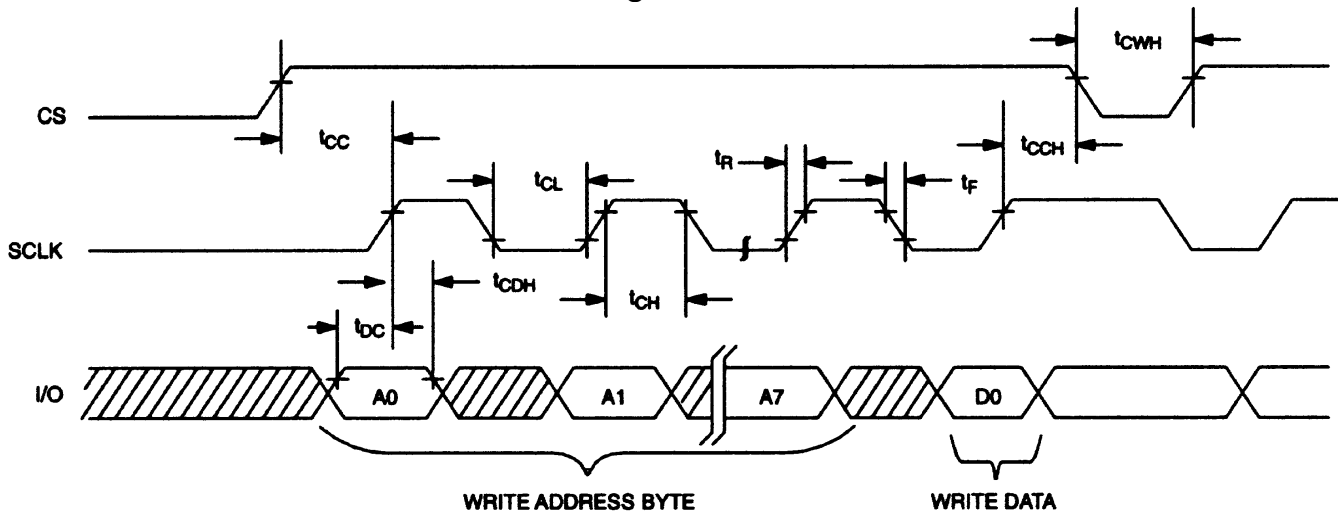 tCWH
CS
tCC
tCCH
tR
tCL
tF
SCLK
tCDH
tCH
tDC
I/O
A0
A1
A7
D0
WRITE ADDRESS BYTE
WRITE DATA